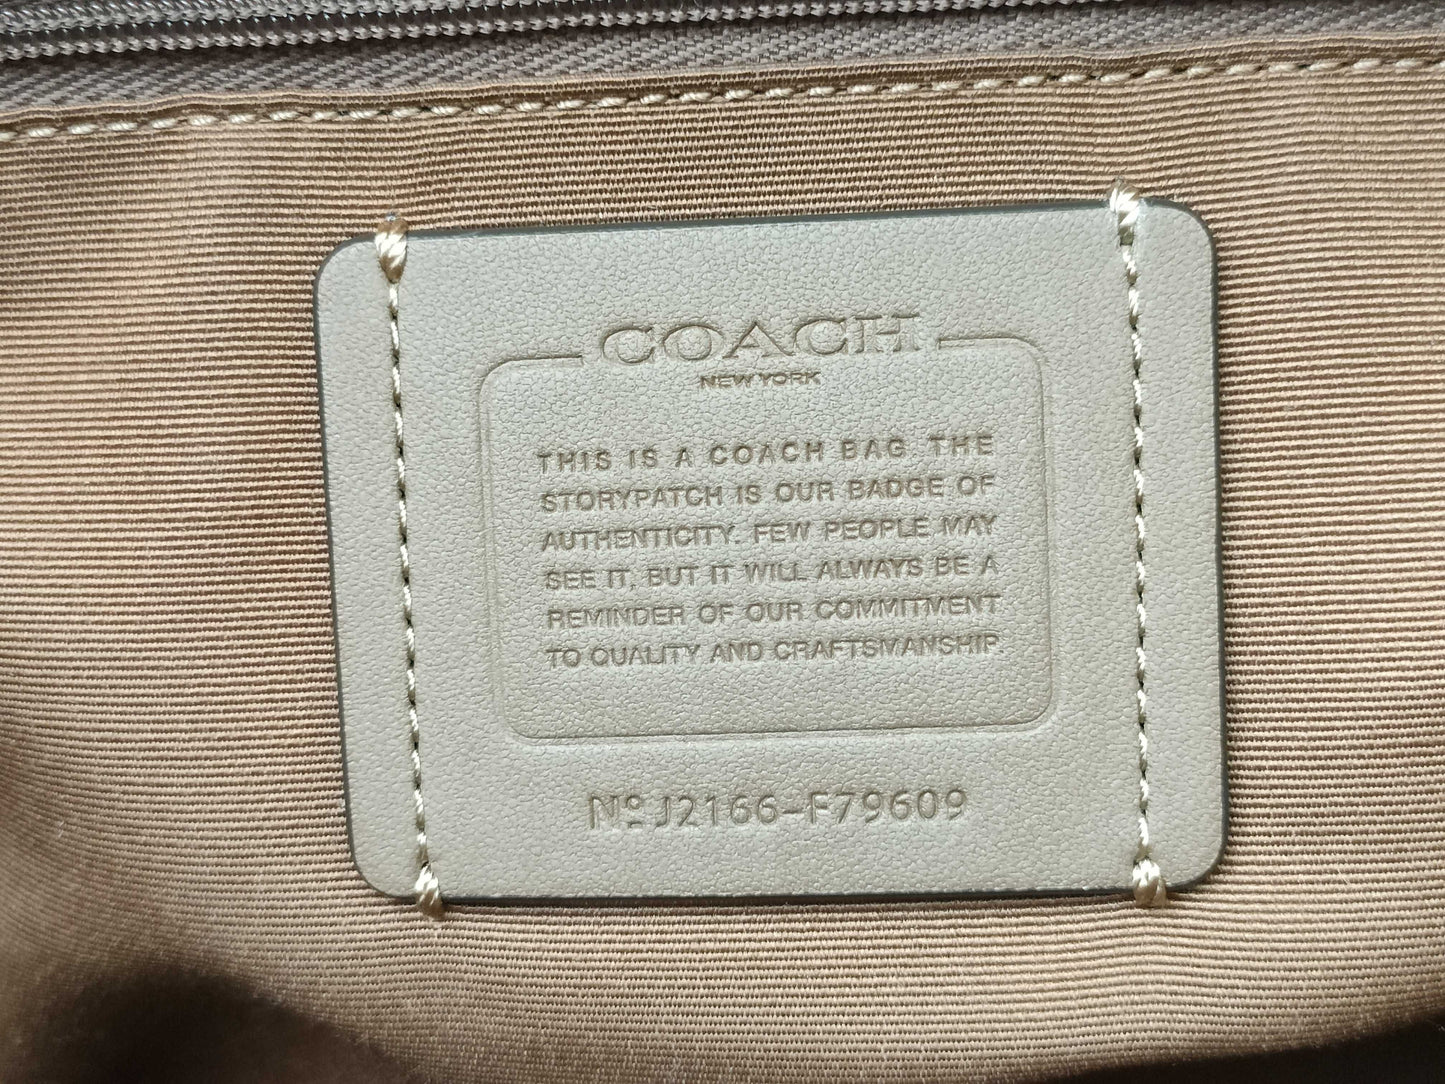 COACH
NEW YORK
THIS IS A COACH BAG. THE
STORYPATCH IS OUR BADGE OF
AUTHENTICITY. FEW PEOPLE MAY
SEE IT, BUT IT WILL ALWAYS BE A
REMINDER OF OUR COMMITMENT
TO QUALITY AND CRAFTSMANSHIP.
Nº J2166-F79609